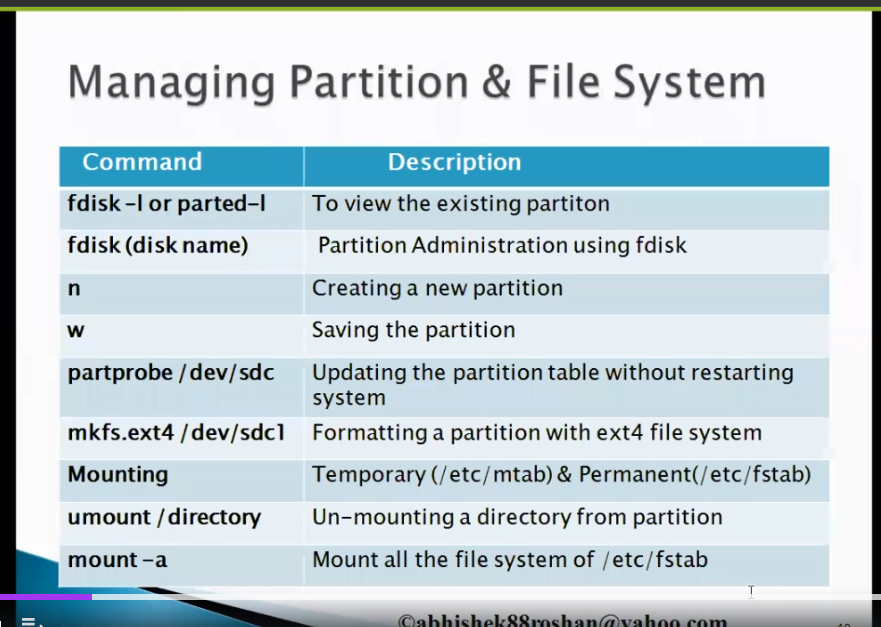 Managing Partition & File System
Command Description
fdisk -l or parted-l To view the existing partiton
fdisk (disk name) Partition Administration using fdisk
n Creating a new partition
w Saving the partition
partprobe /dev/sdc Updating the partition table without restarting
system
mkfs.ext4 /dev/sdc1 Formatting a partition with ext4 file system
Mounting Temporary (/etc/mtab) & Permanent(/etc/fstab)
umount /directory Un-mounting a directory from partition
mount -a Mount all the file system of /etc/fstab
©abhishek88roshan@yahoo.com